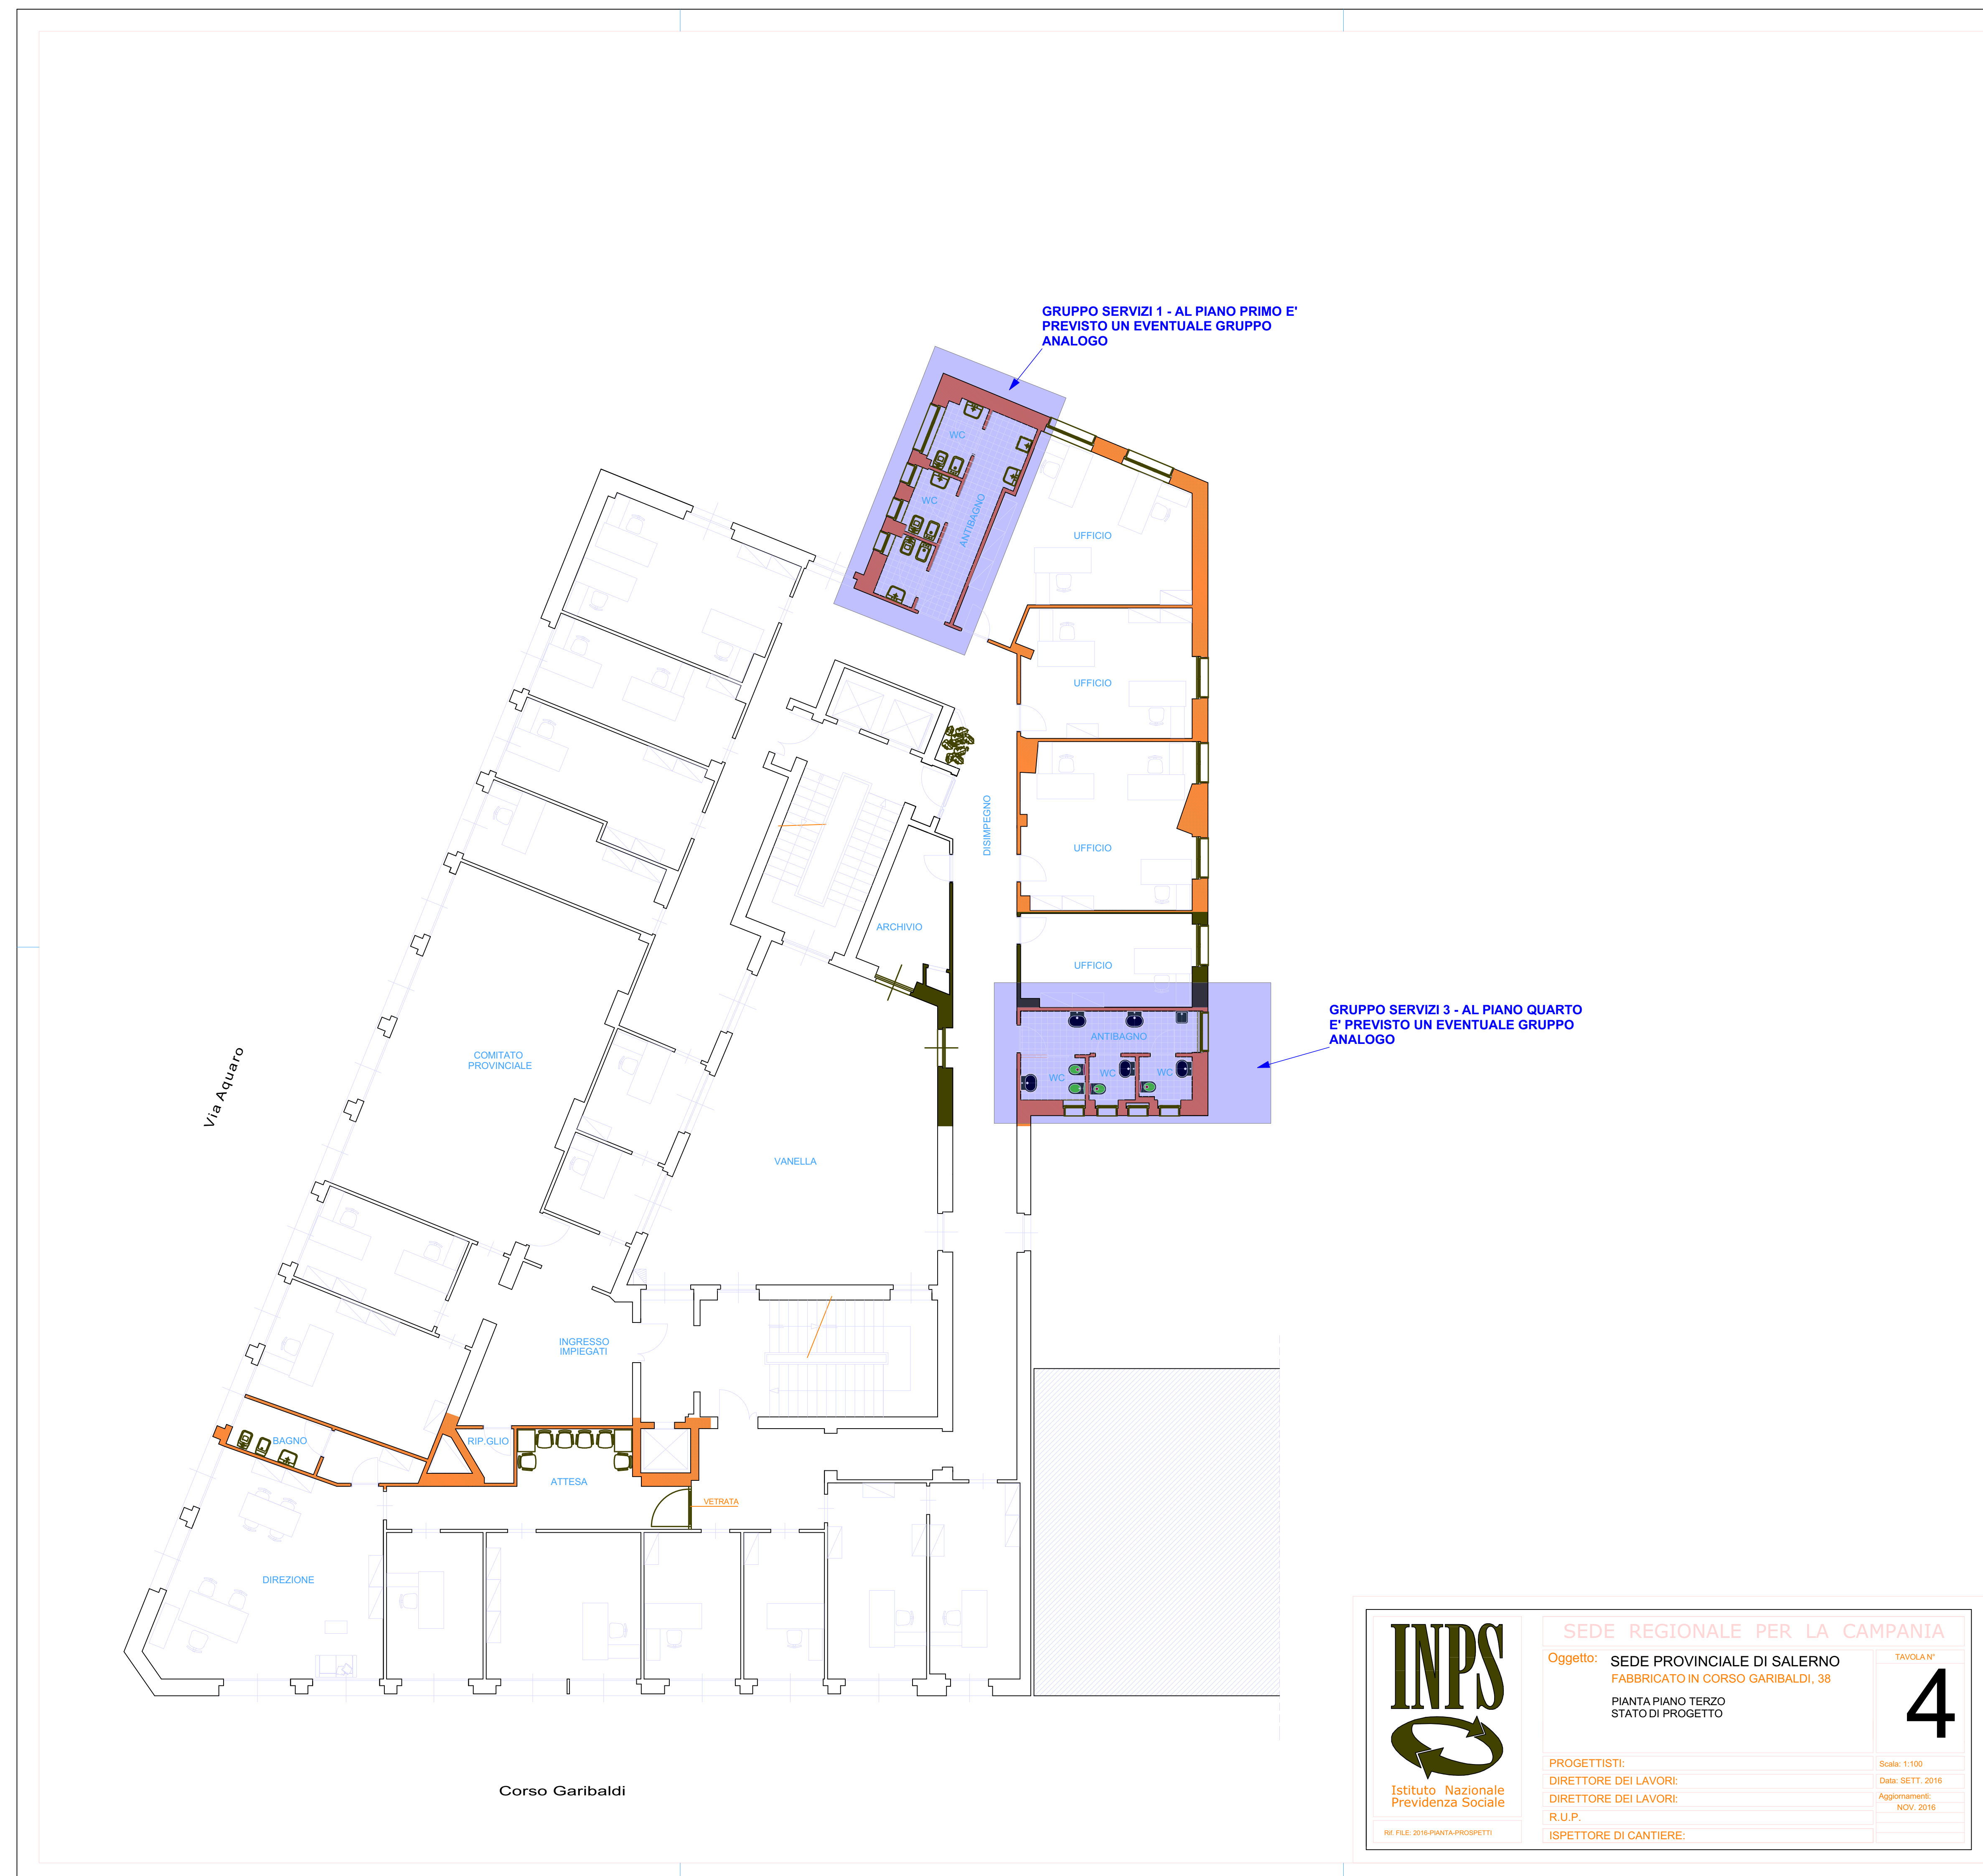 GRUPPO SERVIZI 1 - AL PIANO PRIMO E'
PREVISTO UN EVENTUALE GRUPPO
ANALOGO
WC
WC
ANTIBAGNO
UFFICIO
UFFICIO
DISIMPEGNO
UFFICIO
ARCHIVIO
UFFICIO
GRUPPO SERVIZI 3 - AL PIANO QUARTO
E' PREVISTO UN EVENTUALE GRUPPO
ANALOGO
ANTIBAGNO
WC
WC
WC
COMITATO
PROVINCIALE
Via Aquaro
VANELLA
INGRESSO
IMPIEGATI
BAGNO
RIP.GLIO
ATTESA
VETRATA
DIREZIONE
Corso Garibaldi
INPS
Istituto Nazionale
Previdenza Sociale
Rif. FILE: 2016-PIANTA-PROSPETTI
SEDE REGIONALE PER LA CAMPANIA
Oggetto: SEDE PROVINCIALE DI SALERNO
FABBRICATO IN CORSO GARIBALDI, 38
PIANTA PIANO TERZO
STATO DI PROGETTO
TAVOLA N°
4
PROGETTISTI:
DIRETTORE DEI LAVORI:
DIRETTORE DEI LAVORI:
R.U.P.
ISPETTORE DI CANTIERE:
Scala: 1:100
Data: SETT. 2016
Aggiornamenti:
NOV. 2016